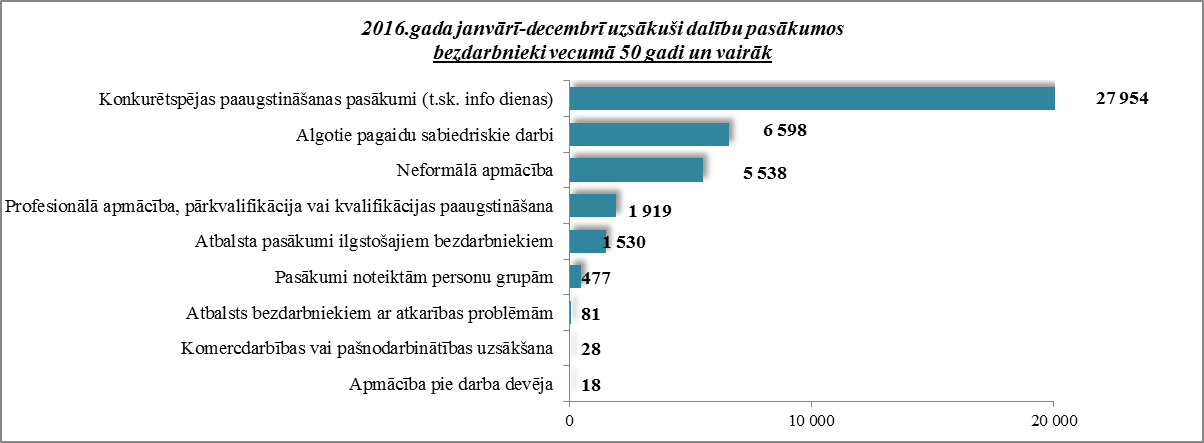 2016.gada janvārī-decembrī uzsākuši dalību pasākumos
bezdarbnieki vecumā 50 gadi un vairāk
Konkurētspējas paaugstināšanas pasākumi (t.sk. info dienas) 27 954
Algotie pagaidu sabiedriskie darbi 6 598
Neformālā apmācība 5 538
Profesionālā apmācība, pārkvalifikācija vai kvalifikācijas paaugstināšana 1 919
Atbalsta pasākumi ilgstošajiem bezdarbniekiem 1 530
Pasākumi noteiktām personu grupām 477
Atbalsts bezdarbniekiem ar atkarības problēmām 81
Komercdarbības vai pašnodarbinātības uzsākšana 28
Apmācība pie darba devēja 18
0 10 000 20 000